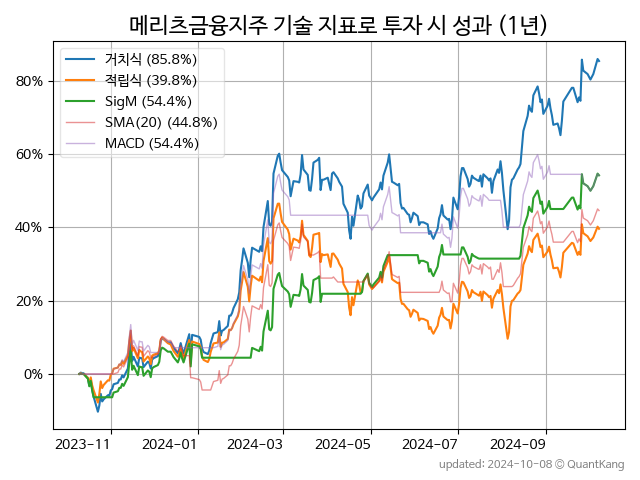 메리츠금융지주 기술 지표로 투자 시 성과 (1년)
거치식 (85.8%)
적립식 (39.8%)
SigM (54.4%)
SMA(20) (44.8%)
MACD (54.4%)
80%
60%
40%
20%
0%
2023-11 2024-01 2024-03 2024-05 2024-07 2024-09
updated: 2024-10-08 © QuantKang